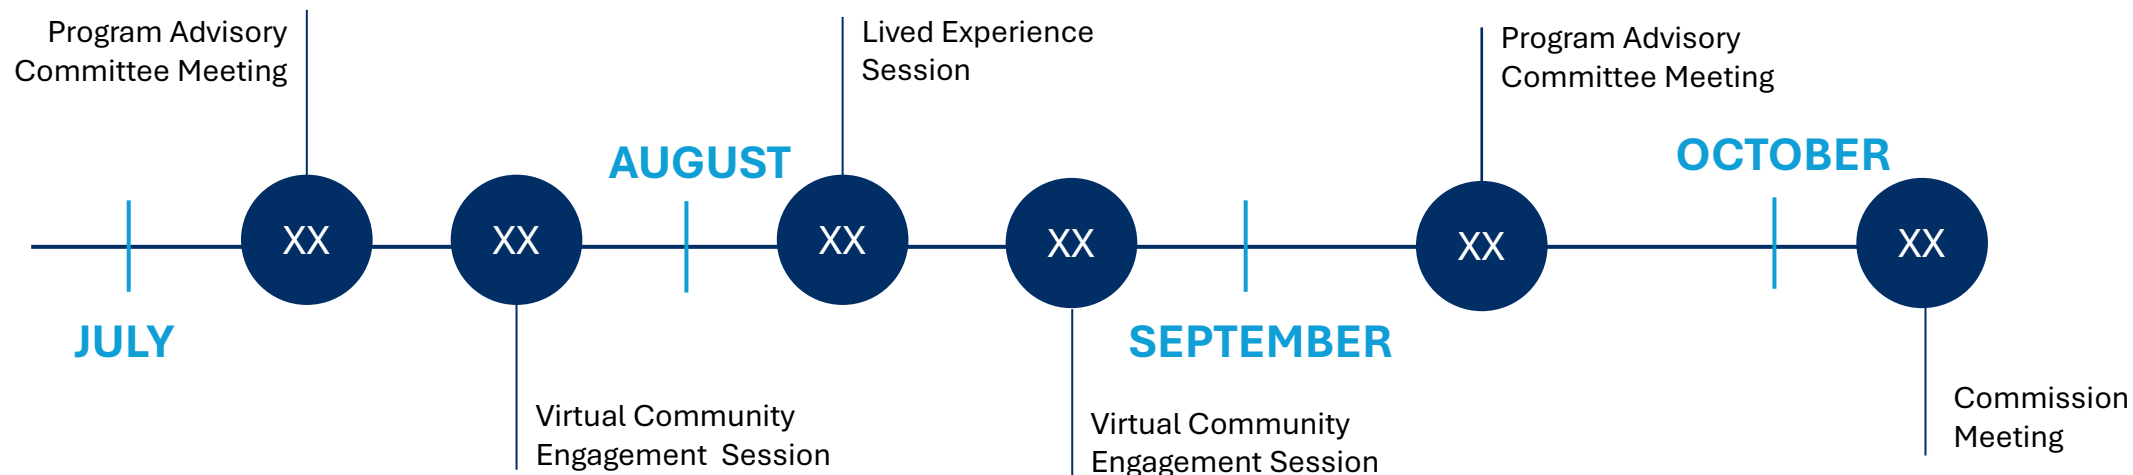 Program Advisory
Committee Meeting
Lived Experience
Session
Program Advisory
Committee Meeting
AUGUST
OCTOBER
XX
XX
XX
XX
XX
XX
JULY
SEPTEMBER
Virtual Community
Engagement  Session
Virtual Community
Engagement Session
Commission
Meeting